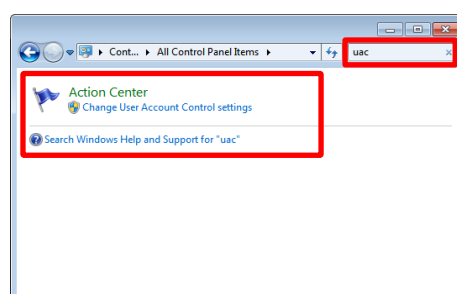 Cont... All Control Panel Items uac
Action Center
Change User Account Control settings
Search Windows Help and Support for "uac"